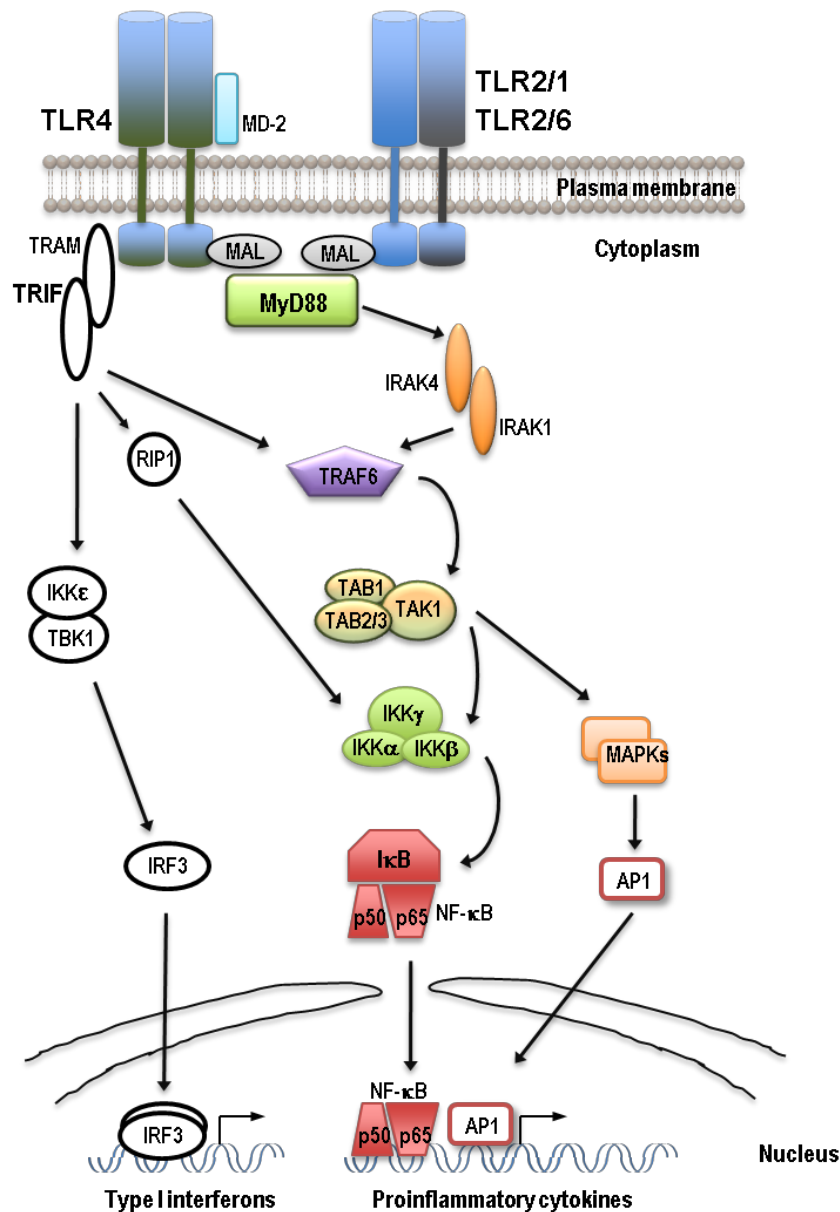 TLR4
MD-2
TLR2/1
TLR2/6
Plasma membrane
Cytoplasm
TRAM
TRIF
MAL
MAL
MyD88
IRAK4
IRAK1
RIP1
TRAF6
IKKε
TBK1
TAB1
TAB2/3
TAK1
IKKγ
IKKα
IKKβ
MAPKs
IRF3
IκB
p50
p65
NF-κB
AP1
NF-κB
IRF3
p50
p65
AP1
Nucleus
Type I interferons
Proinflammatory cytokines